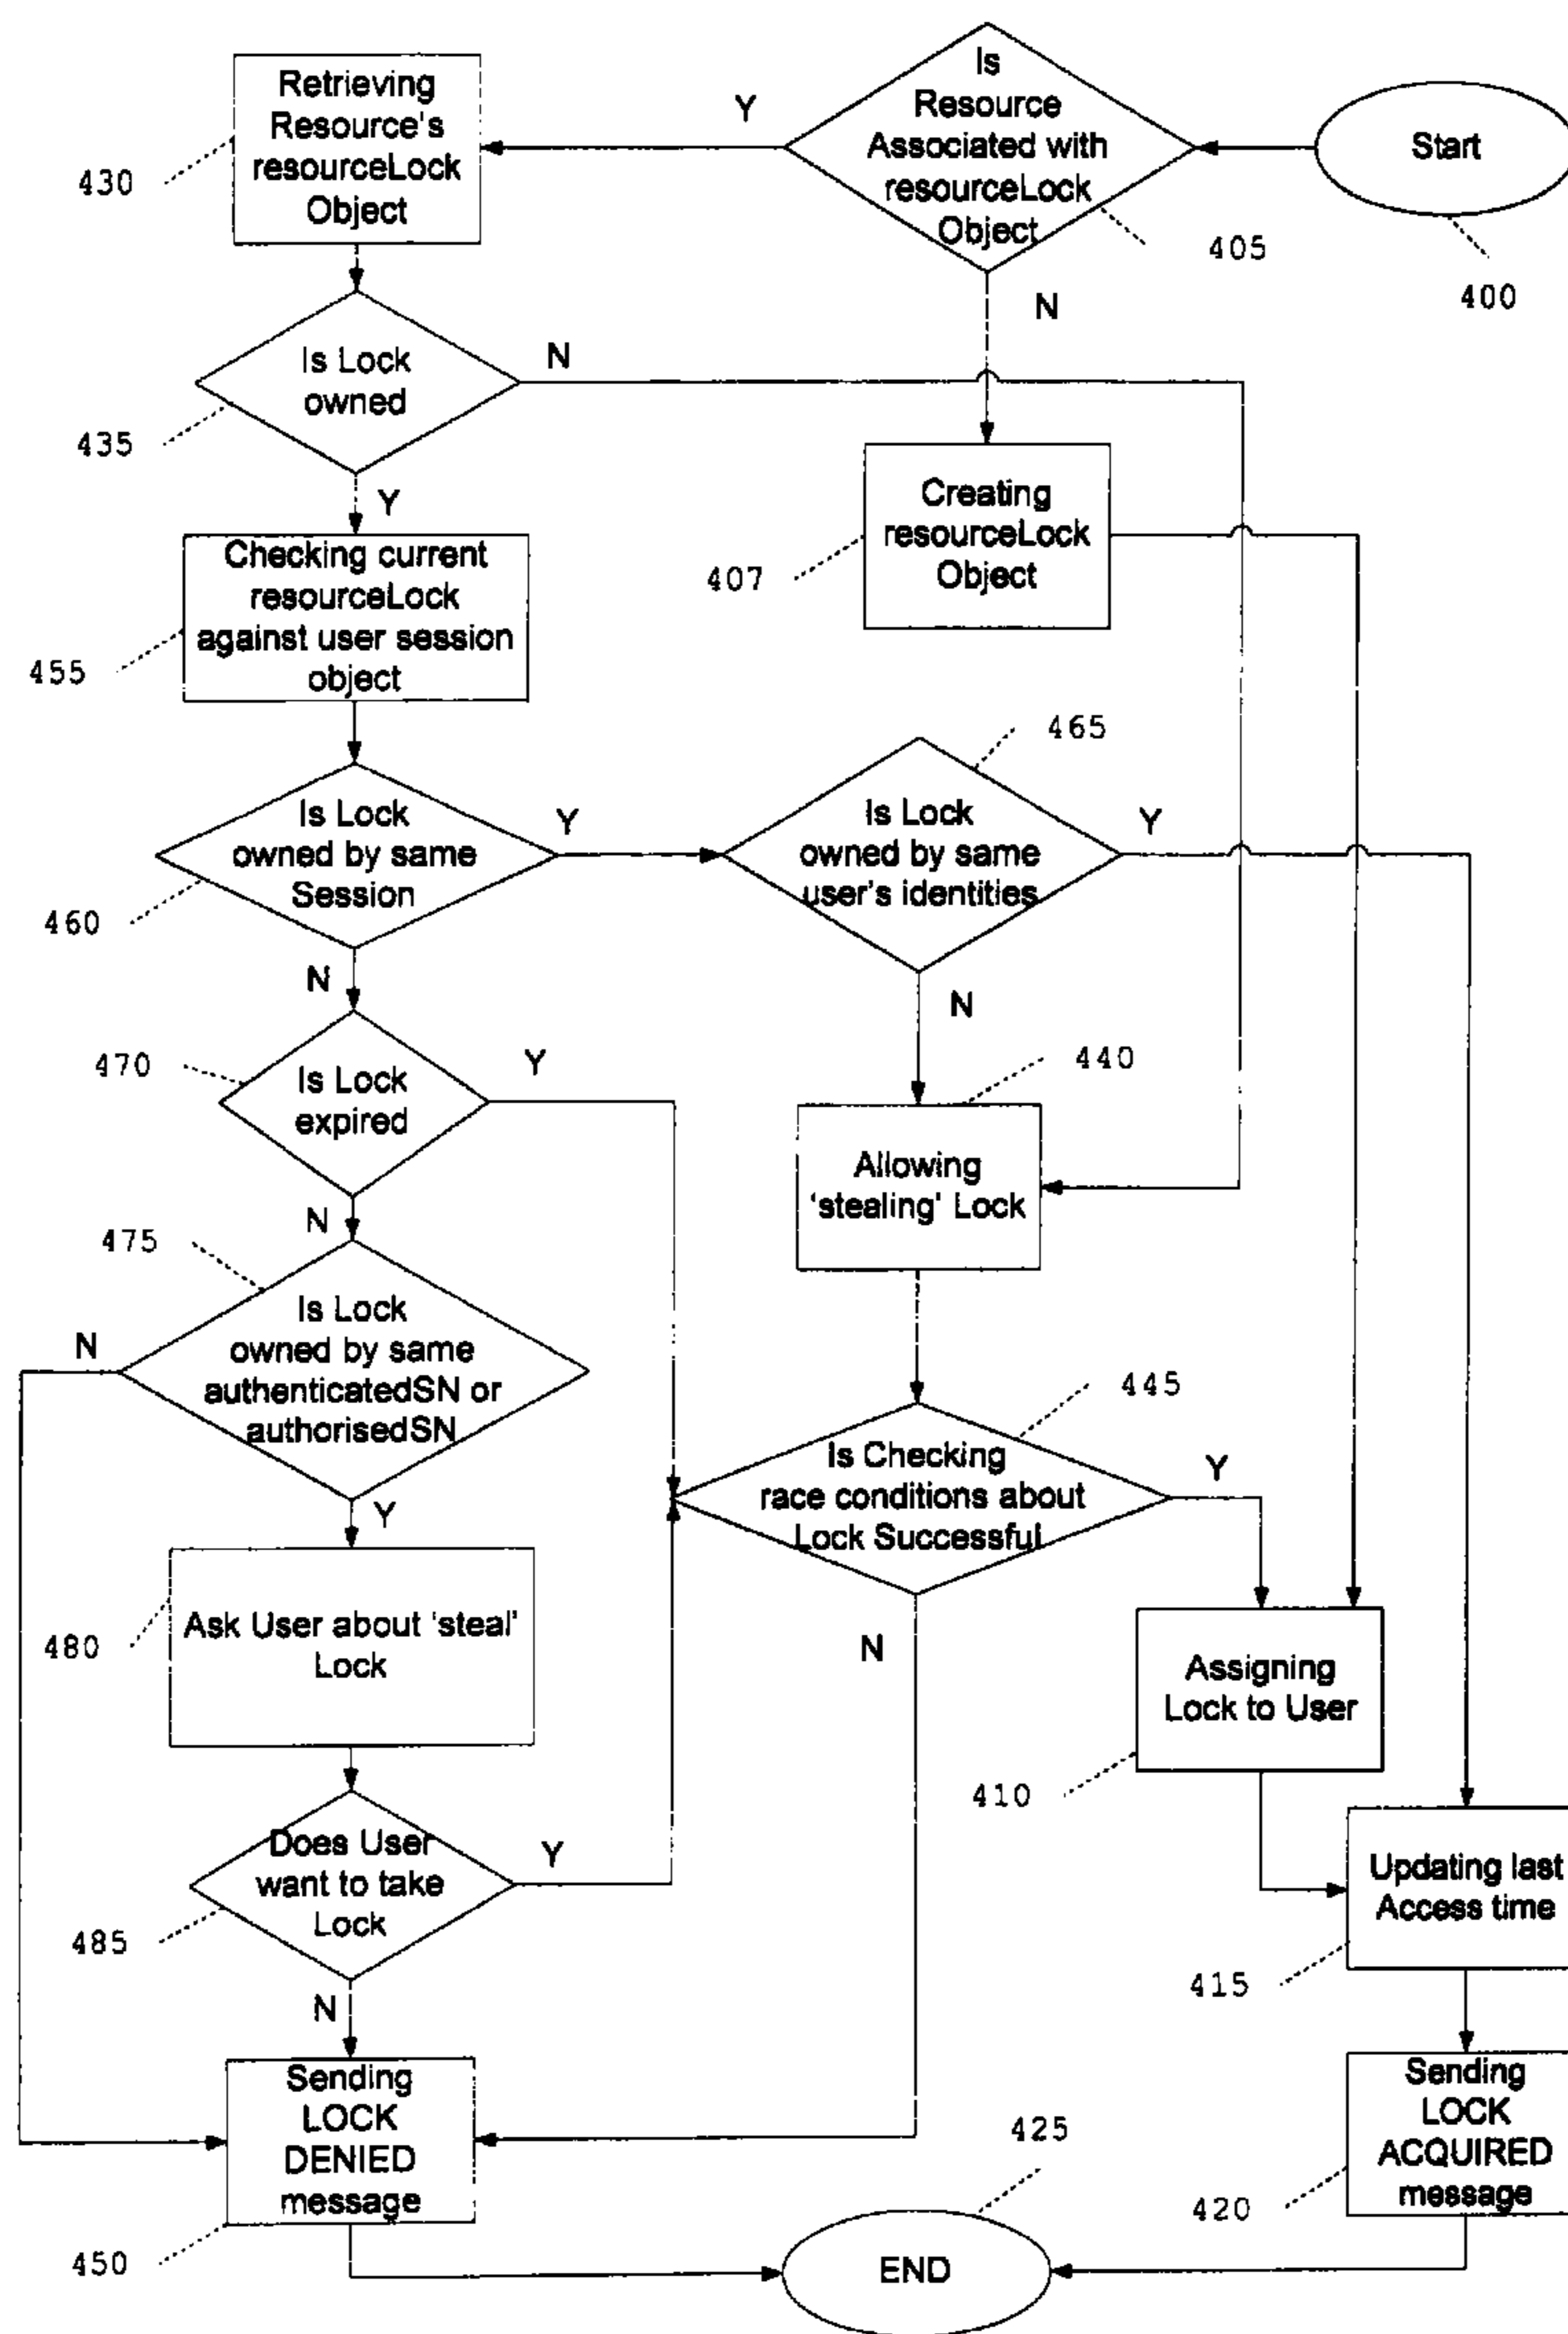 Retrieving
Resource's
resourceLock
Object
430
Y
Is
Resource
Associated with
resourceLock
Object
405
Start
400
N
Is Lock
owned
435
N
Y
Creating
resourceLock
Object
407
Checking current
resourceLock
against user session
object
455
Is Lock
owned by same
Session
460
Y
N
465
Is Lock
owned by same
user's identities
Y
N
470
Is Lock
expired
Y
N
440
Allowing
'stealing' Lock
475
Is Lock
owned by same
authenticatedSN or
authorisedSN
N
Y
445
Is Checking
race conditions about
Lock Successful
Y
N
480
Ask User about 'steal'
Lock
Assigning
Lock to User
410
Does User
want to take
Lock
485
Y
N
Updating last
Access time
415
Sending
LOCK
DENIED
message
450
425
END
Sending
LOCK
ACQUIRED
message
420